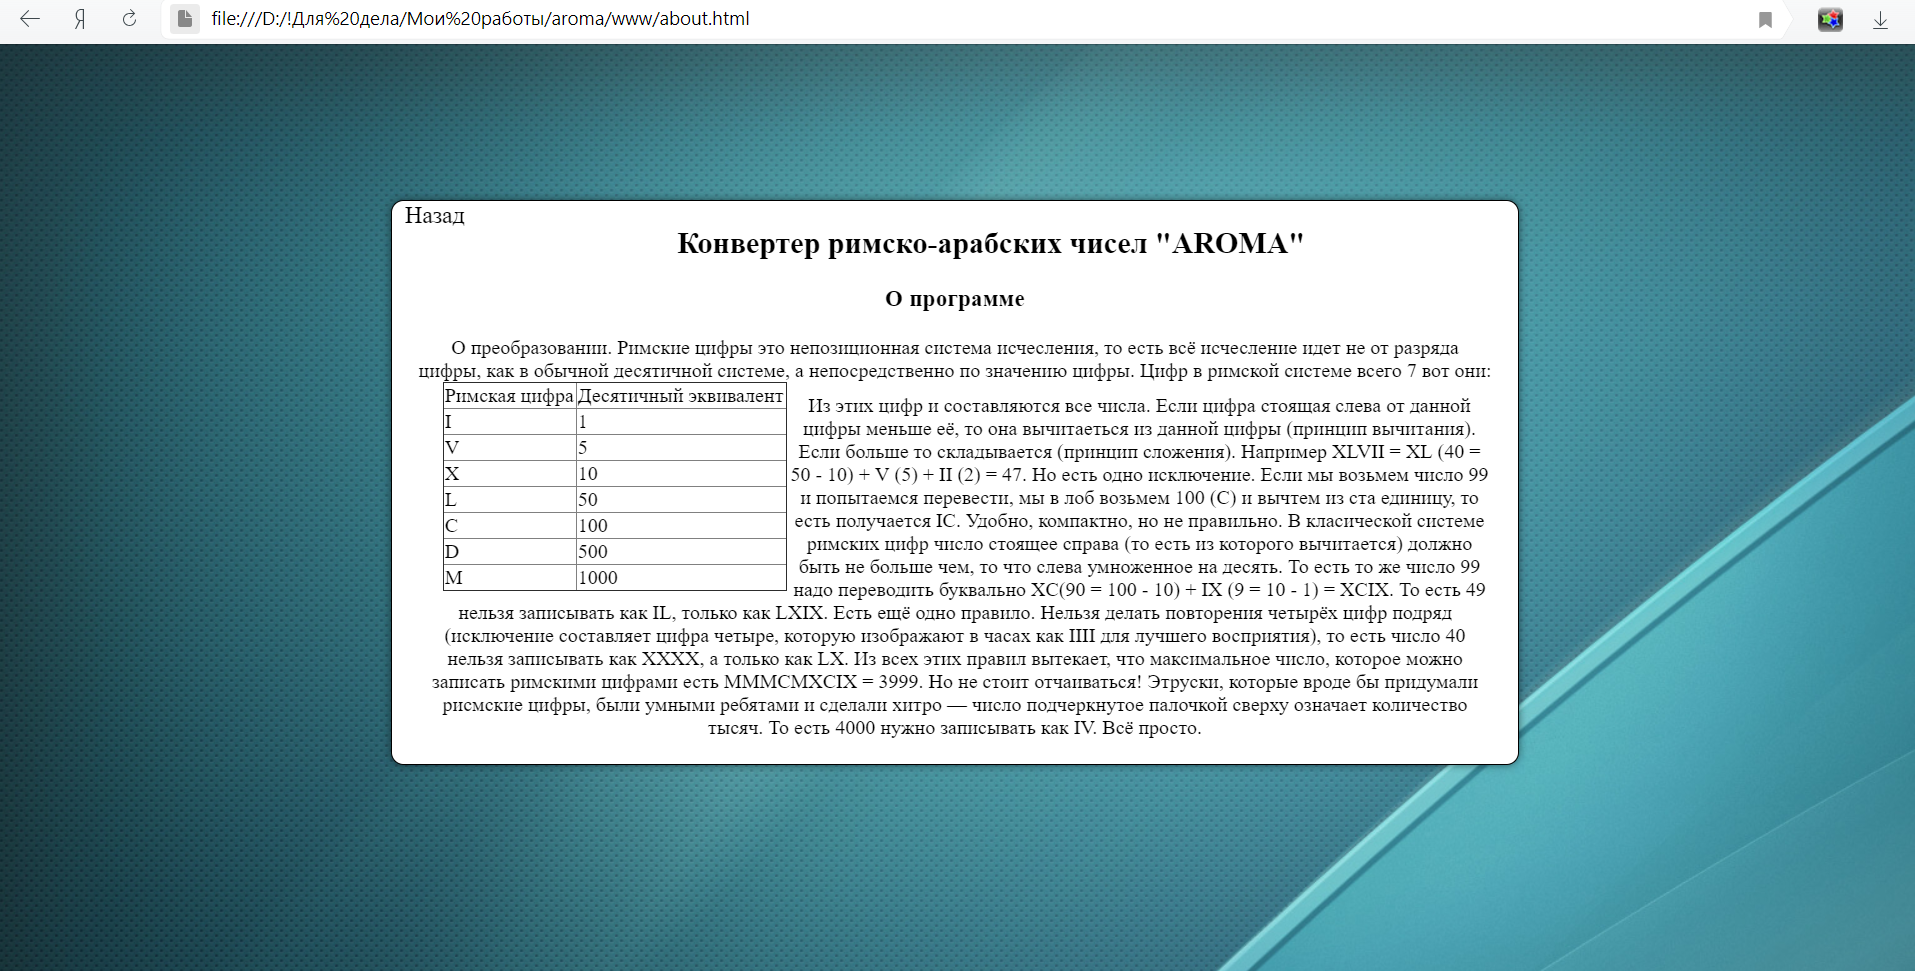 Я
file:///D:/!Для%20дела/Мои%20работы/aroma/www/about.html
Назад
Конвертер римско-арабских чисел "AROMA"
О программе
О преобразовании. Римские цифры это непозиционная система исчесления, то есть всё исчесление идет не от разряда
цифры, как в обычной десятичной системе, а непосредственно по значению цифры. Цифр в римской системе всего 7 вот они:
Римская цифра Десятичный эквивалент
I 1
V 5
X 10
L 50
C 100
D 500
M 1000
Из этих цифр и составляются все числа. Если цифра стоящая слева от данной
цифры меньше её, то она вычитаеться из данной цифры (принцип вычитания).
Если больше то складывается (принцип сложения). Например XLVII = XL (40 =
50 - 10) + V (5) + II (2) = 47. Но есть одно исключение. Если мы возьмем число 99
и попытаемся перевести, мы в лоб возьмем 100 (C) и вычтем из ста единицу, то
есть получается IC. Удобно, компактно, но не правильно. В класической системе
римских цифр число стоящее справа (то есть из которого вычитается) должно
быть не больше чем, то что слева умноженное на десять. То есть то же число 99
надо переводить буквально XC(90 = 100 - 10) + IX (9 = 10 - 1) = XCIX. То есть 49
нельзя записывать как IL, только как LXIX. Есть ещё одно правило. Нельзя делать повторения четырёх цифр подряд
(исключение составляет цифра четыре, которую изображают в часах как IIII для лучшего восприятия), то есть число 40
нельзя записывать как XXXX, а только как LX. Из всех этих правил вытекает, что максимальное число, которое можно
записать римскими цифрами есть MMMCMXCIX = 3999. Но не стоит отчаиваться! Этруски, которые вроде бы придумали
рисмские цифры, были умными ребятами и сделали хитро — число подчеркнутое палочкой сверху означает количество
тысяч. То есть 4000 нужно записывать как IV. Всё просто.